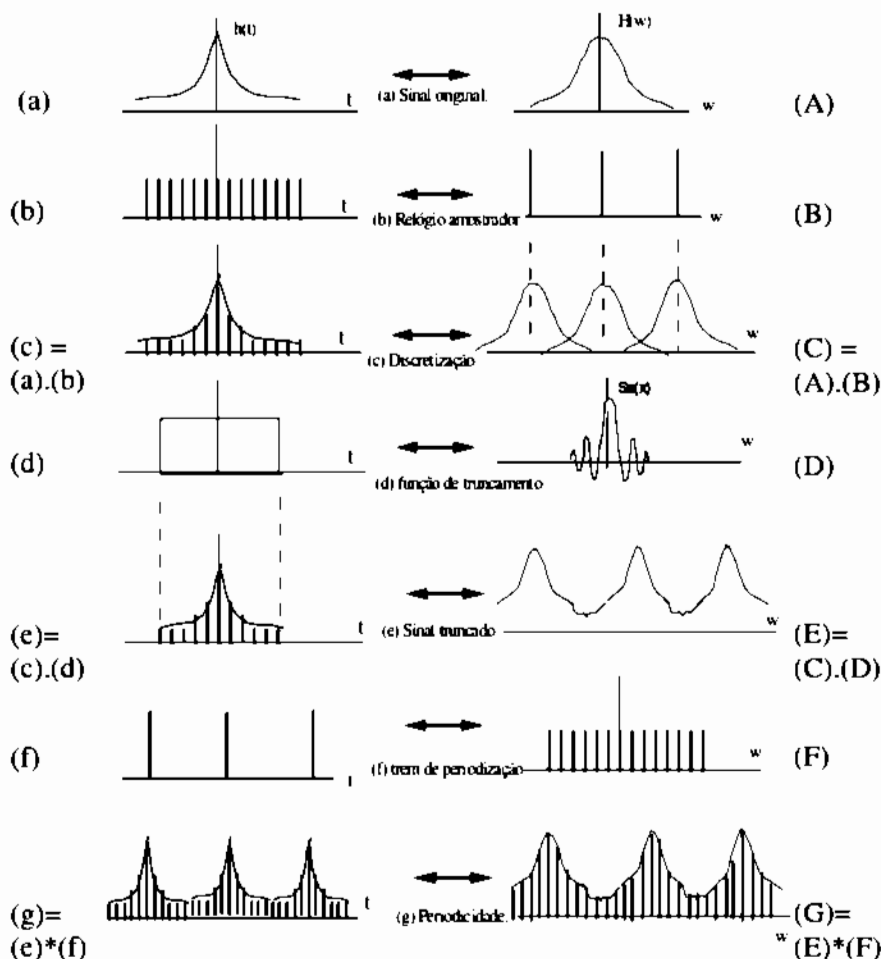 h(t)
H(w)
(a)
t
(a) Sinal original.
w
(A)
(b)
t
(b) Relógio amostrador
w
(B)
(c) =
(a).(b)
t
(c) Discretização
w
(C) =
(A).(B)
(d)
t
(d) função de truncamento
Sa(x)
w
(D)
(e)=
(c).(d)
t
(e) Sinal truncado
w
(E)=
(C).(D)
(f)
t
(f) trem de periodização
w
(F)
(g)=
(e)*(f)
t
(g) Periodicidade.
w
(G)=
(E)*(F)